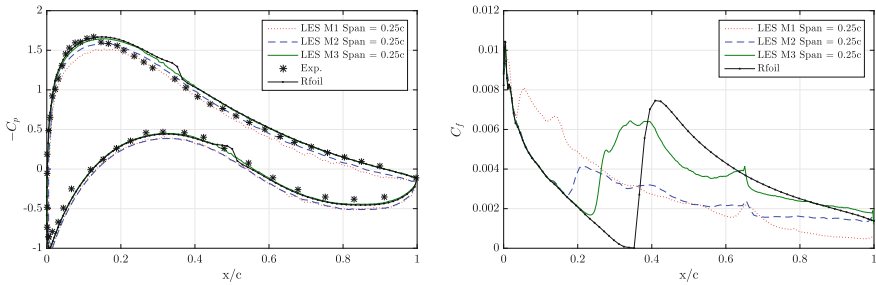 2
1.5
1
0.5
0
-0.5
-1
−Cp
0
0.2
0.4
0.6
0.8
1
x/c
LES M1 Span = 0.25c
LES M2 Span = 0.25c
LES M3 Span = 0.25c
Exp.
Rfoil
0.012
0.01
0.008
0.006
0.004
0.002
0
Cf
0
0.2
0.4
0.6
0.8
1
x/c
LES M1 Span = 0.25c
LES M2 Span = 0.25c
LES M3 Span = 0.25c
Rfoil